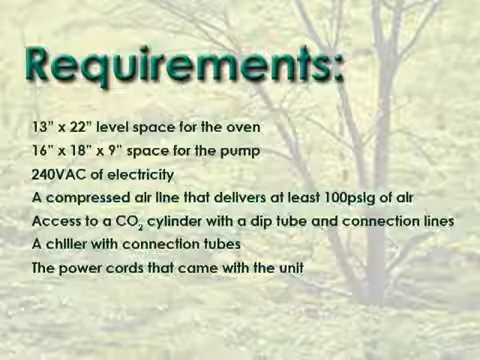 Requirements:
13” x 22” level space for the oven
16” x 18” x 9” space for the pump
240VAC of electricity
A compressed air line that delivers at least 100psig of air
Access to a CO₂ cylinder with a dip tube and connection lines
A chiller with connection tubes
The power cords that came with the unit